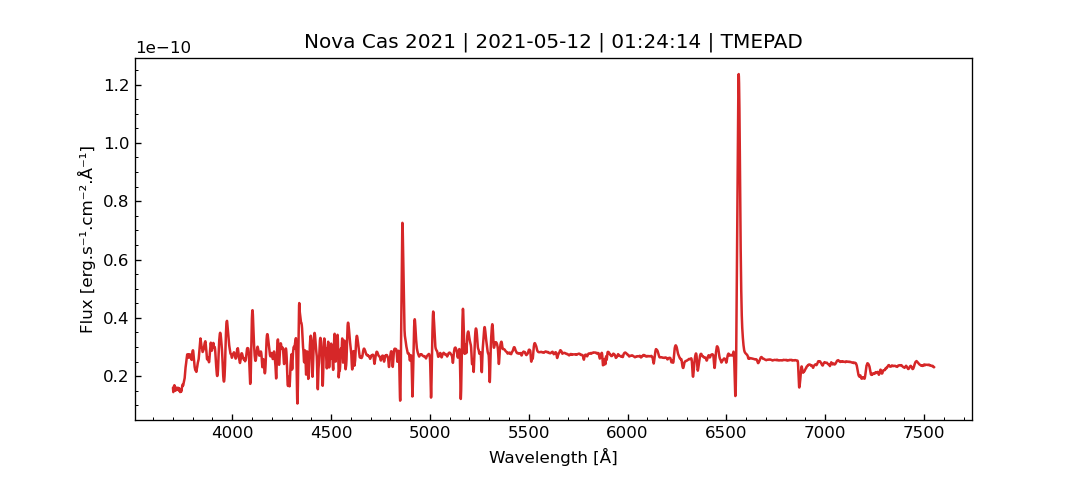 Nova Cas 2021 | 2021-05-12 | 01:24:14 | TMEPAD
1e−10
1.2
1.0
0.8
0.6
0.4
0.2
Flux [erg.s⁻¹.cm⁻².Å⁻¹]
4000 4500 5000 5500 6000 6500 7000 7500
Wavelength [Å]